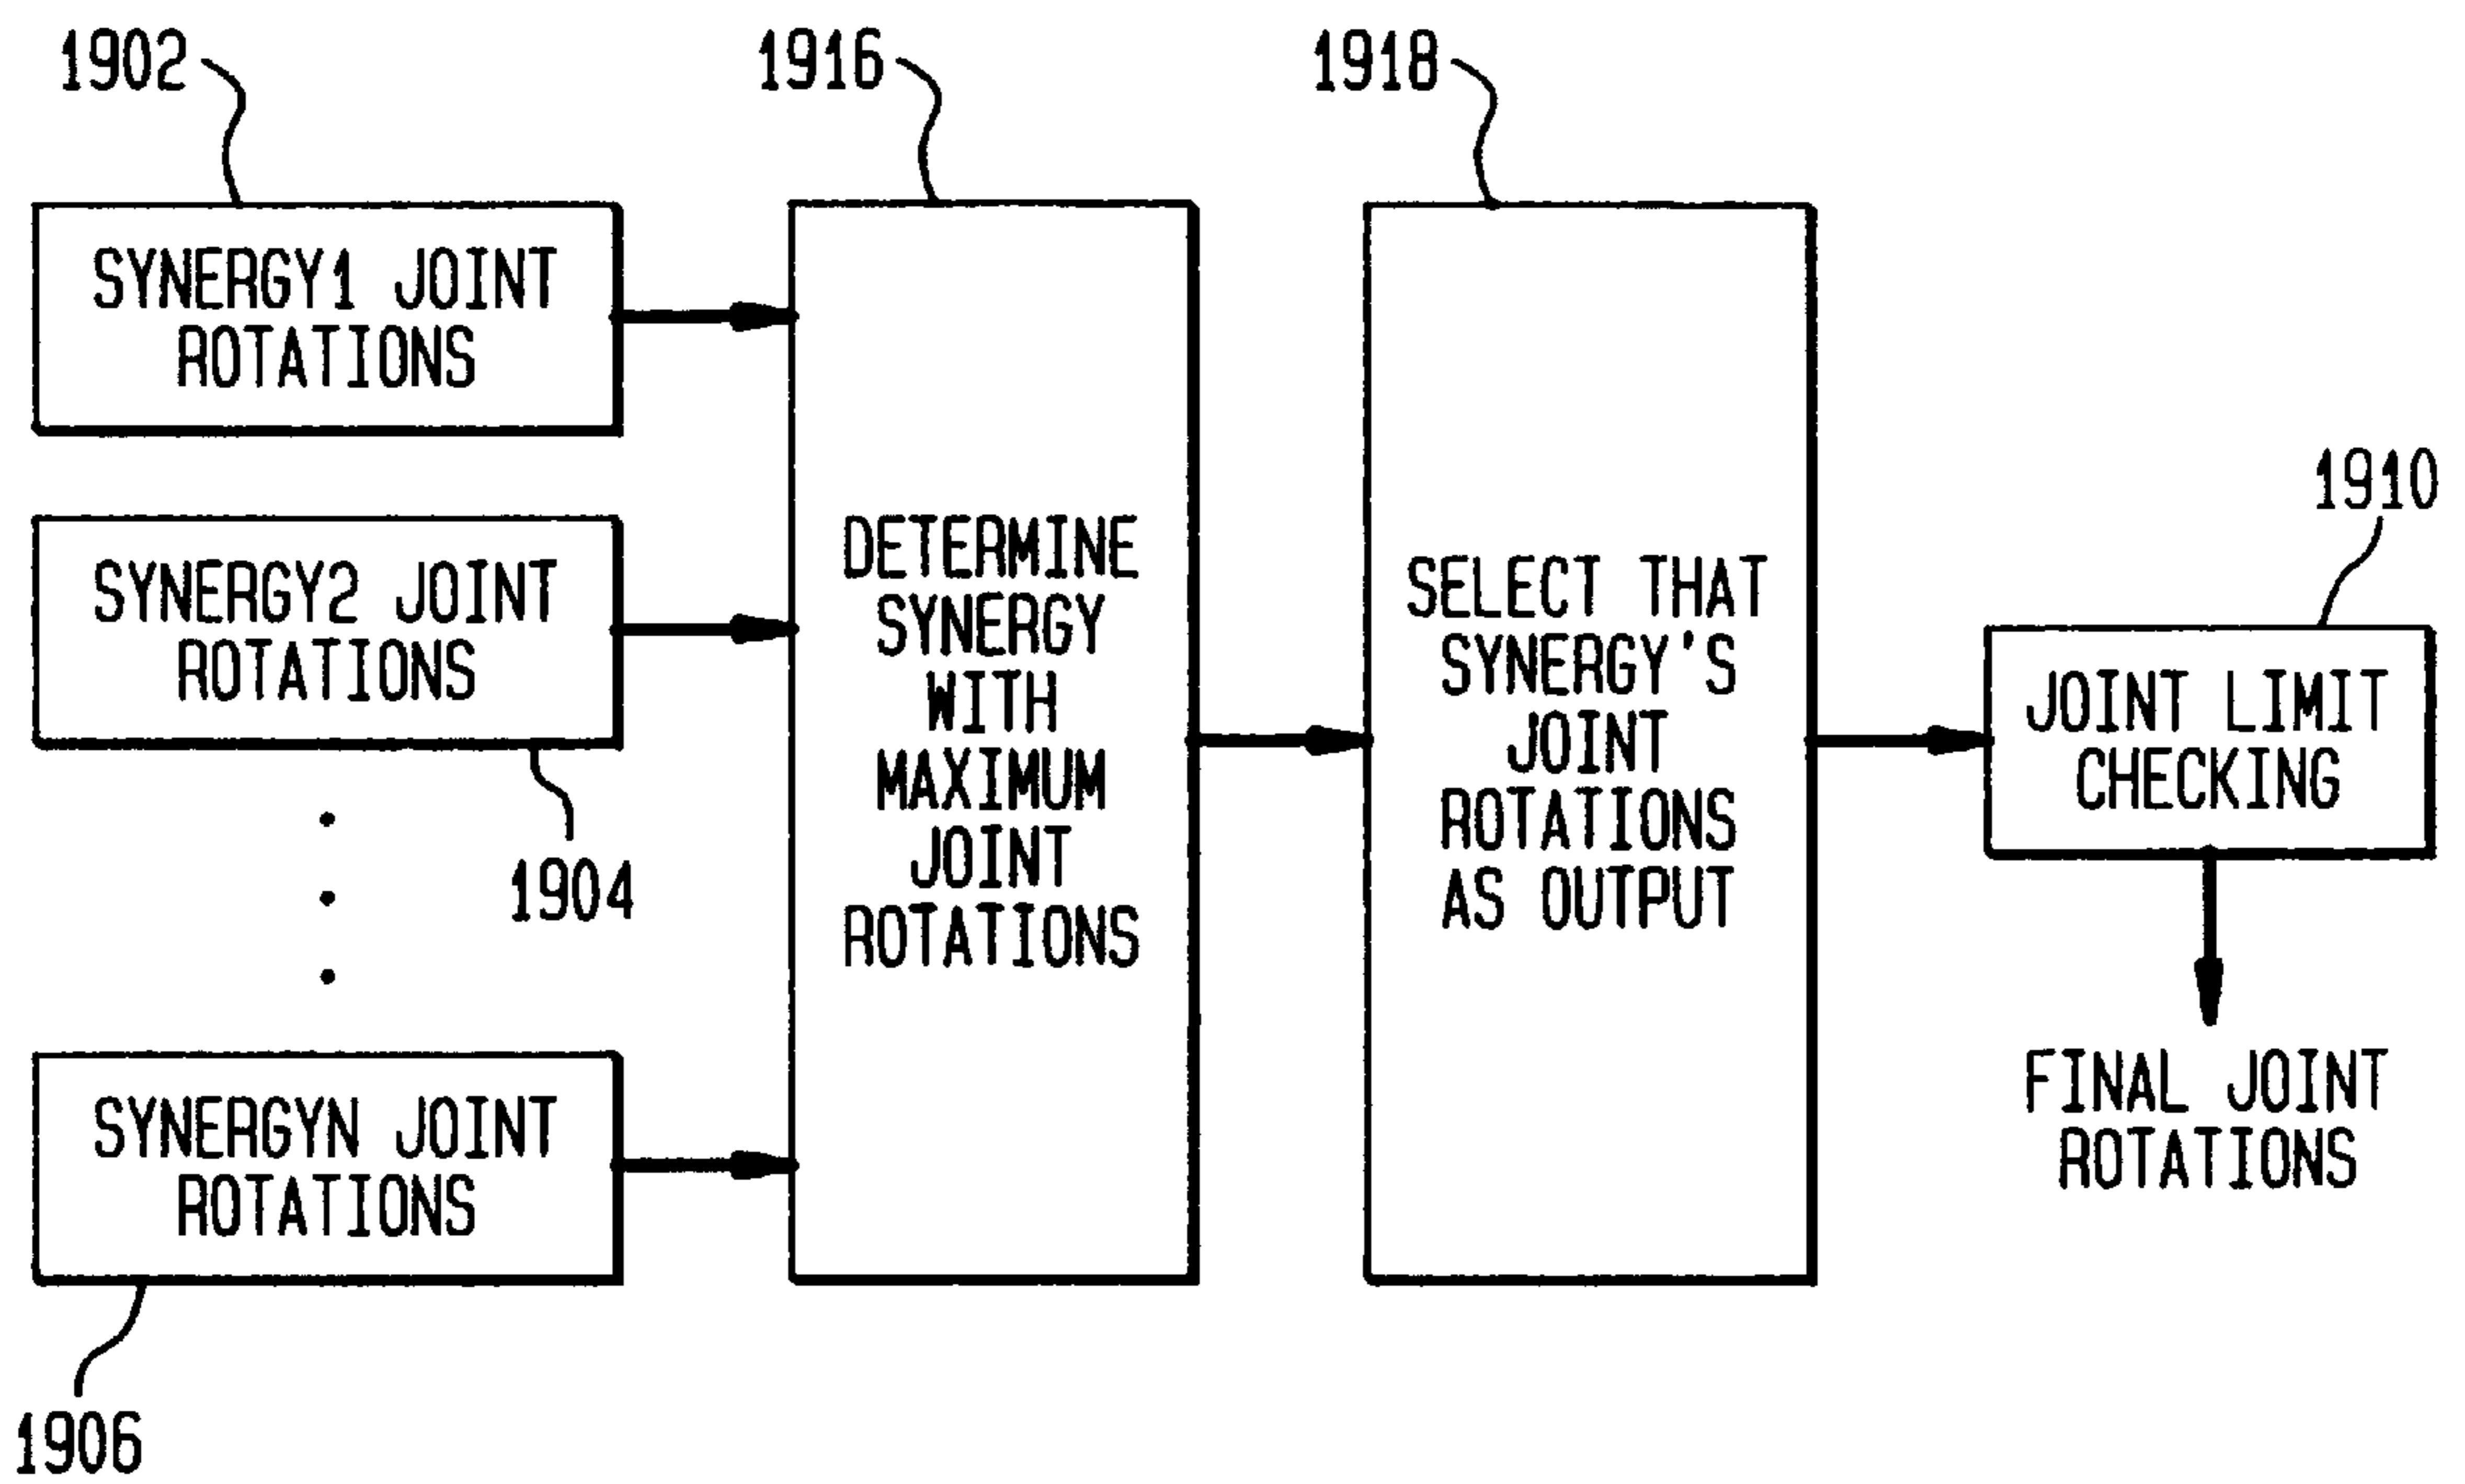 1902
1916
1918
SYNERGY1 JOINT
ROTATIONS
SYNERGY2 JOINT
ROTATIONS
1904
SYNERGYN JOINT
ROTATIONS
1906
DETERMINE
SYNERGY
WITH
MAXIMUM
JOINT
ROTATIONS
SELECT THAT
SYNERGY'S
JOINT
ROTATIONS
AS OUTPUT
1910
JOINT LIMIT
CHECKING
FINAL JOINT
ROTATIONS